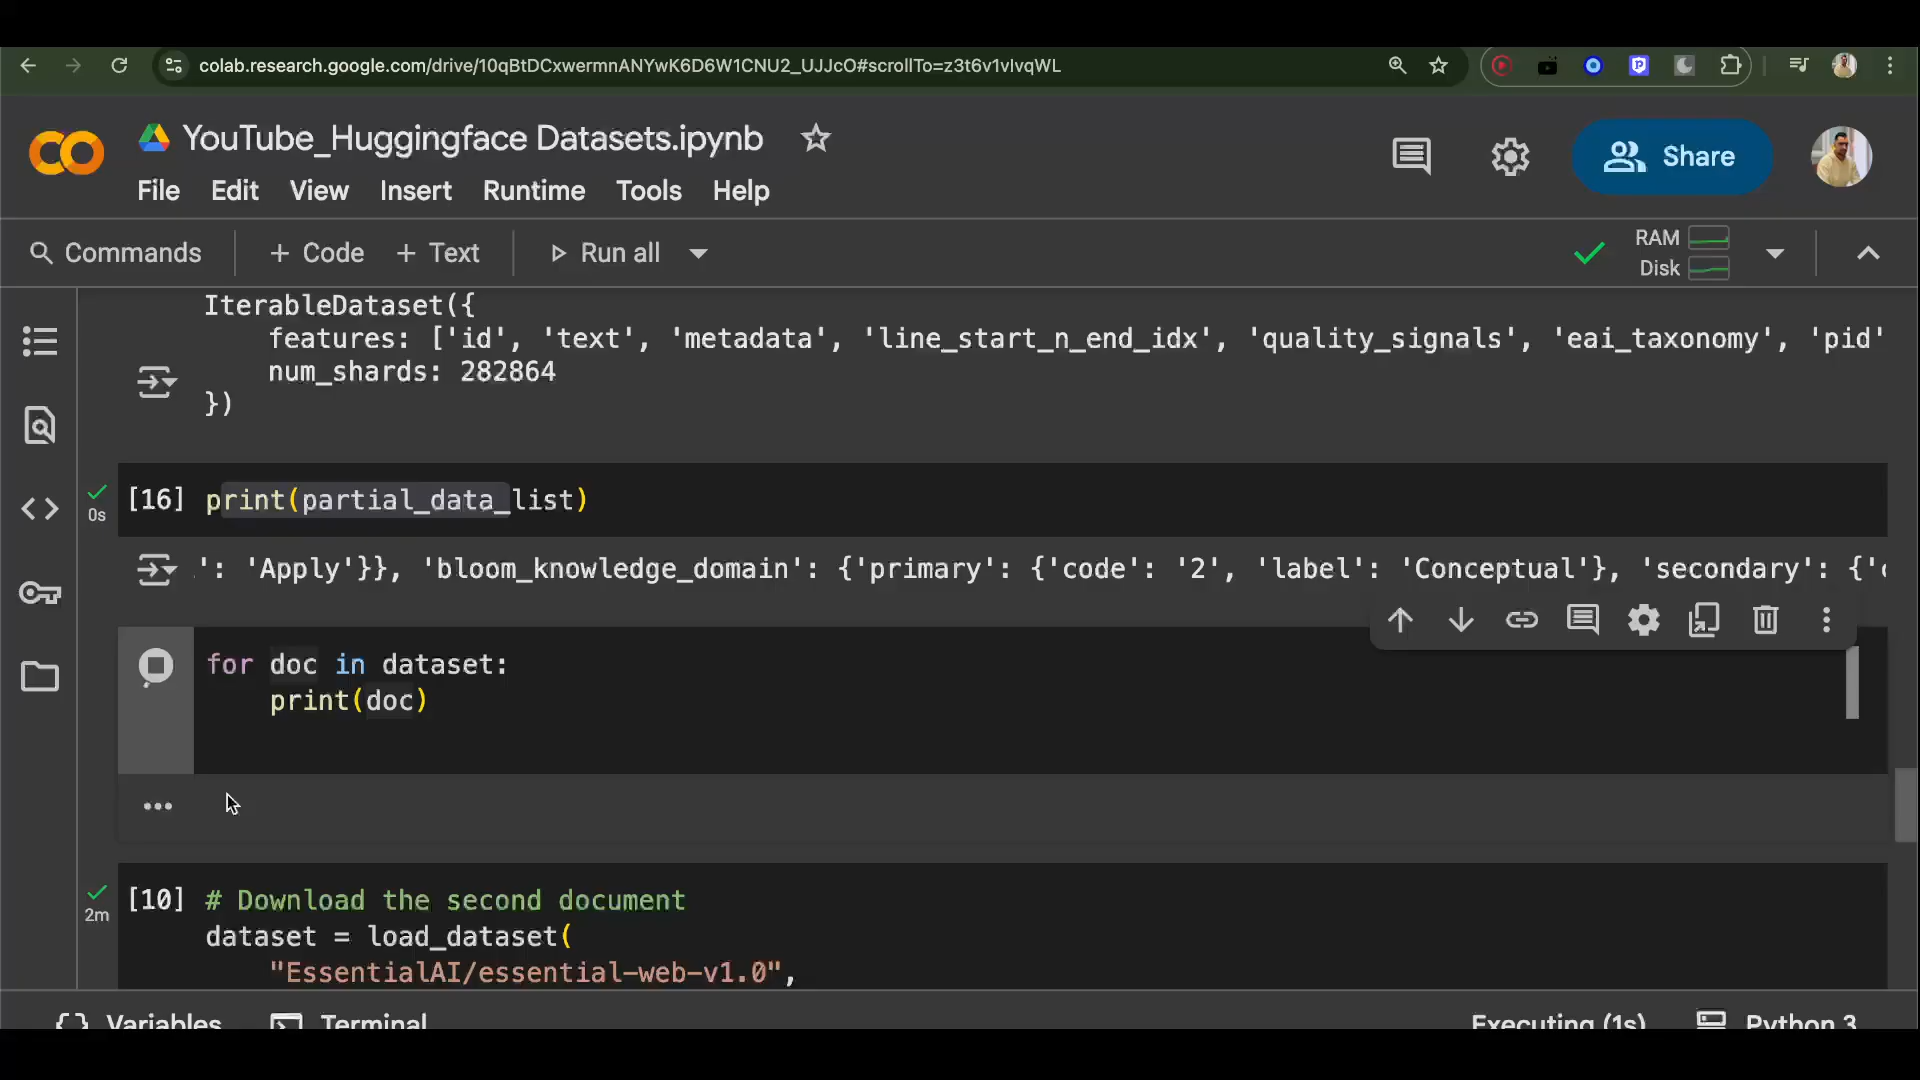 colab.research.google.com/drive/10qBtDCxwermnANYwK6D6W1CNU2_UJJcO#scrollTo=z3t6v1vIvqWL
YouTube_Huggingface Datasets.ipynb
Share
File Edit View Insert Runtime Tools Help
Commands + Code + Text Run all
RAM
Disk
IterableDataset({
features: ['id', 'text', 'metadata', 'line_start_n_end_idx', 'quality_signals', 'eai_taxonomy', 'pid'
num_shards: 282864
})
[16] print(partial_data_list)
0s
': 'Apply'}}, 'bloom_knowledge_domain': {'primary': {'code': '2', 'label': 'Conceptual'}, 'secondary': {'
for doc in dataset:
print(doc)
[10] # Download the second document
2m
dataset = load_dataset(
"EssentialAI/essential-web-v1.0",
{} Variables Terminal Executing (1s) Python 3